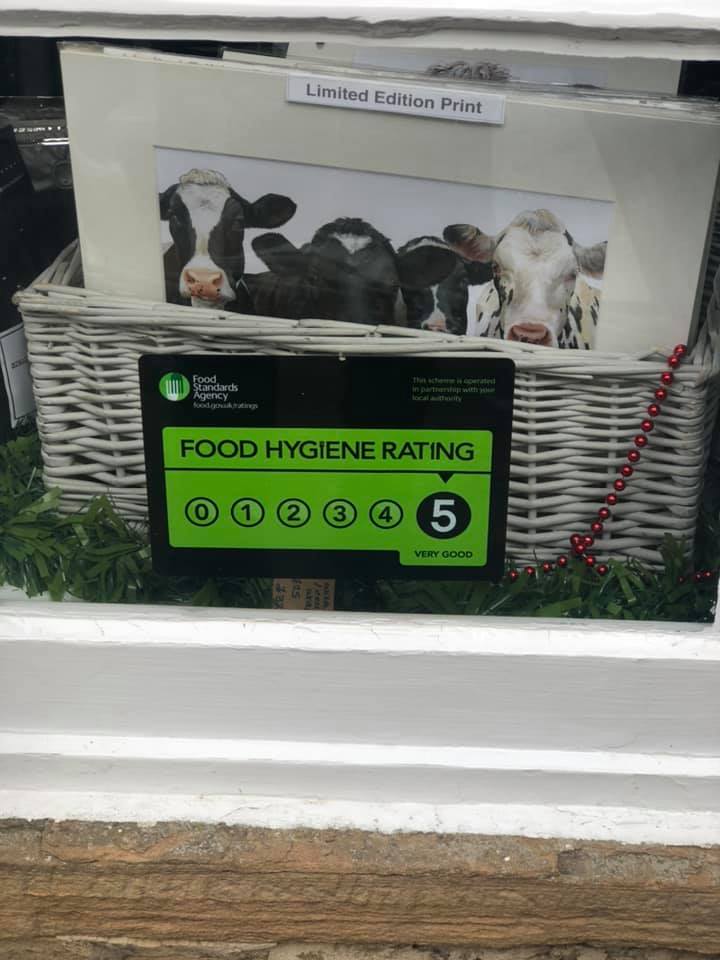 Limited Edition Print
Food
Standards
Agency
food.gov.uk/ratings
This scheme is operated
in partnership with your
local authority
FOOD HYGIENE RATING
0 1 2 3 4 5
VERY GOOD